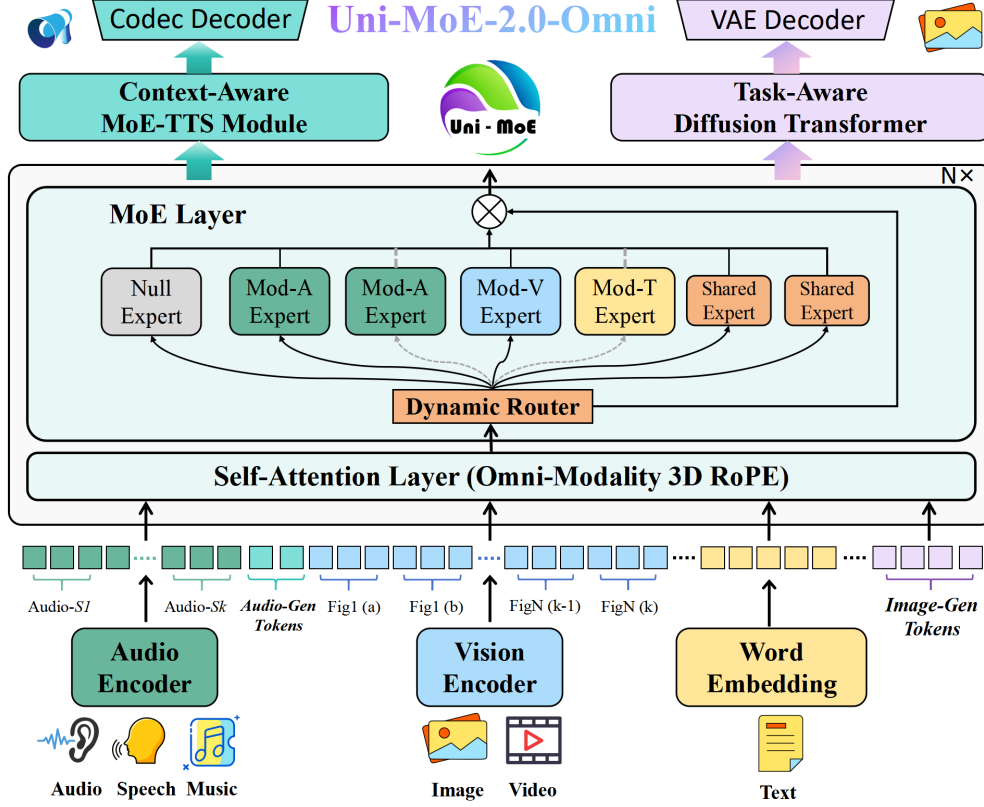 Codec Decoder
Uni-MoE-2.0-Omni
VAE Decoder
Context-Aware
MoE-TTS Module
Uni - MoE
Task-Aware
Diffusion Transformer
N×
MoE Layer
Null
Expert
Mod-A
Expert
Mod-A
Expert
Mod-V
Expert
Mod-T
Expert
Shared
Expert
Shared
Expert
Dynamic Router
Self-Attention Layer (Omni-Modality 3D RoPE)
Audio-S1
Audio-Sk
Audio-Gen
Tokens
Fig1 (a)
Fig1 (b)
FigN (k-1)
FigN (k)
Image-Gen
Tokens
Audio
Encoder
Vision
Encoder
Word
Embedding
Audio
Speech
Music
Image
Video
Text